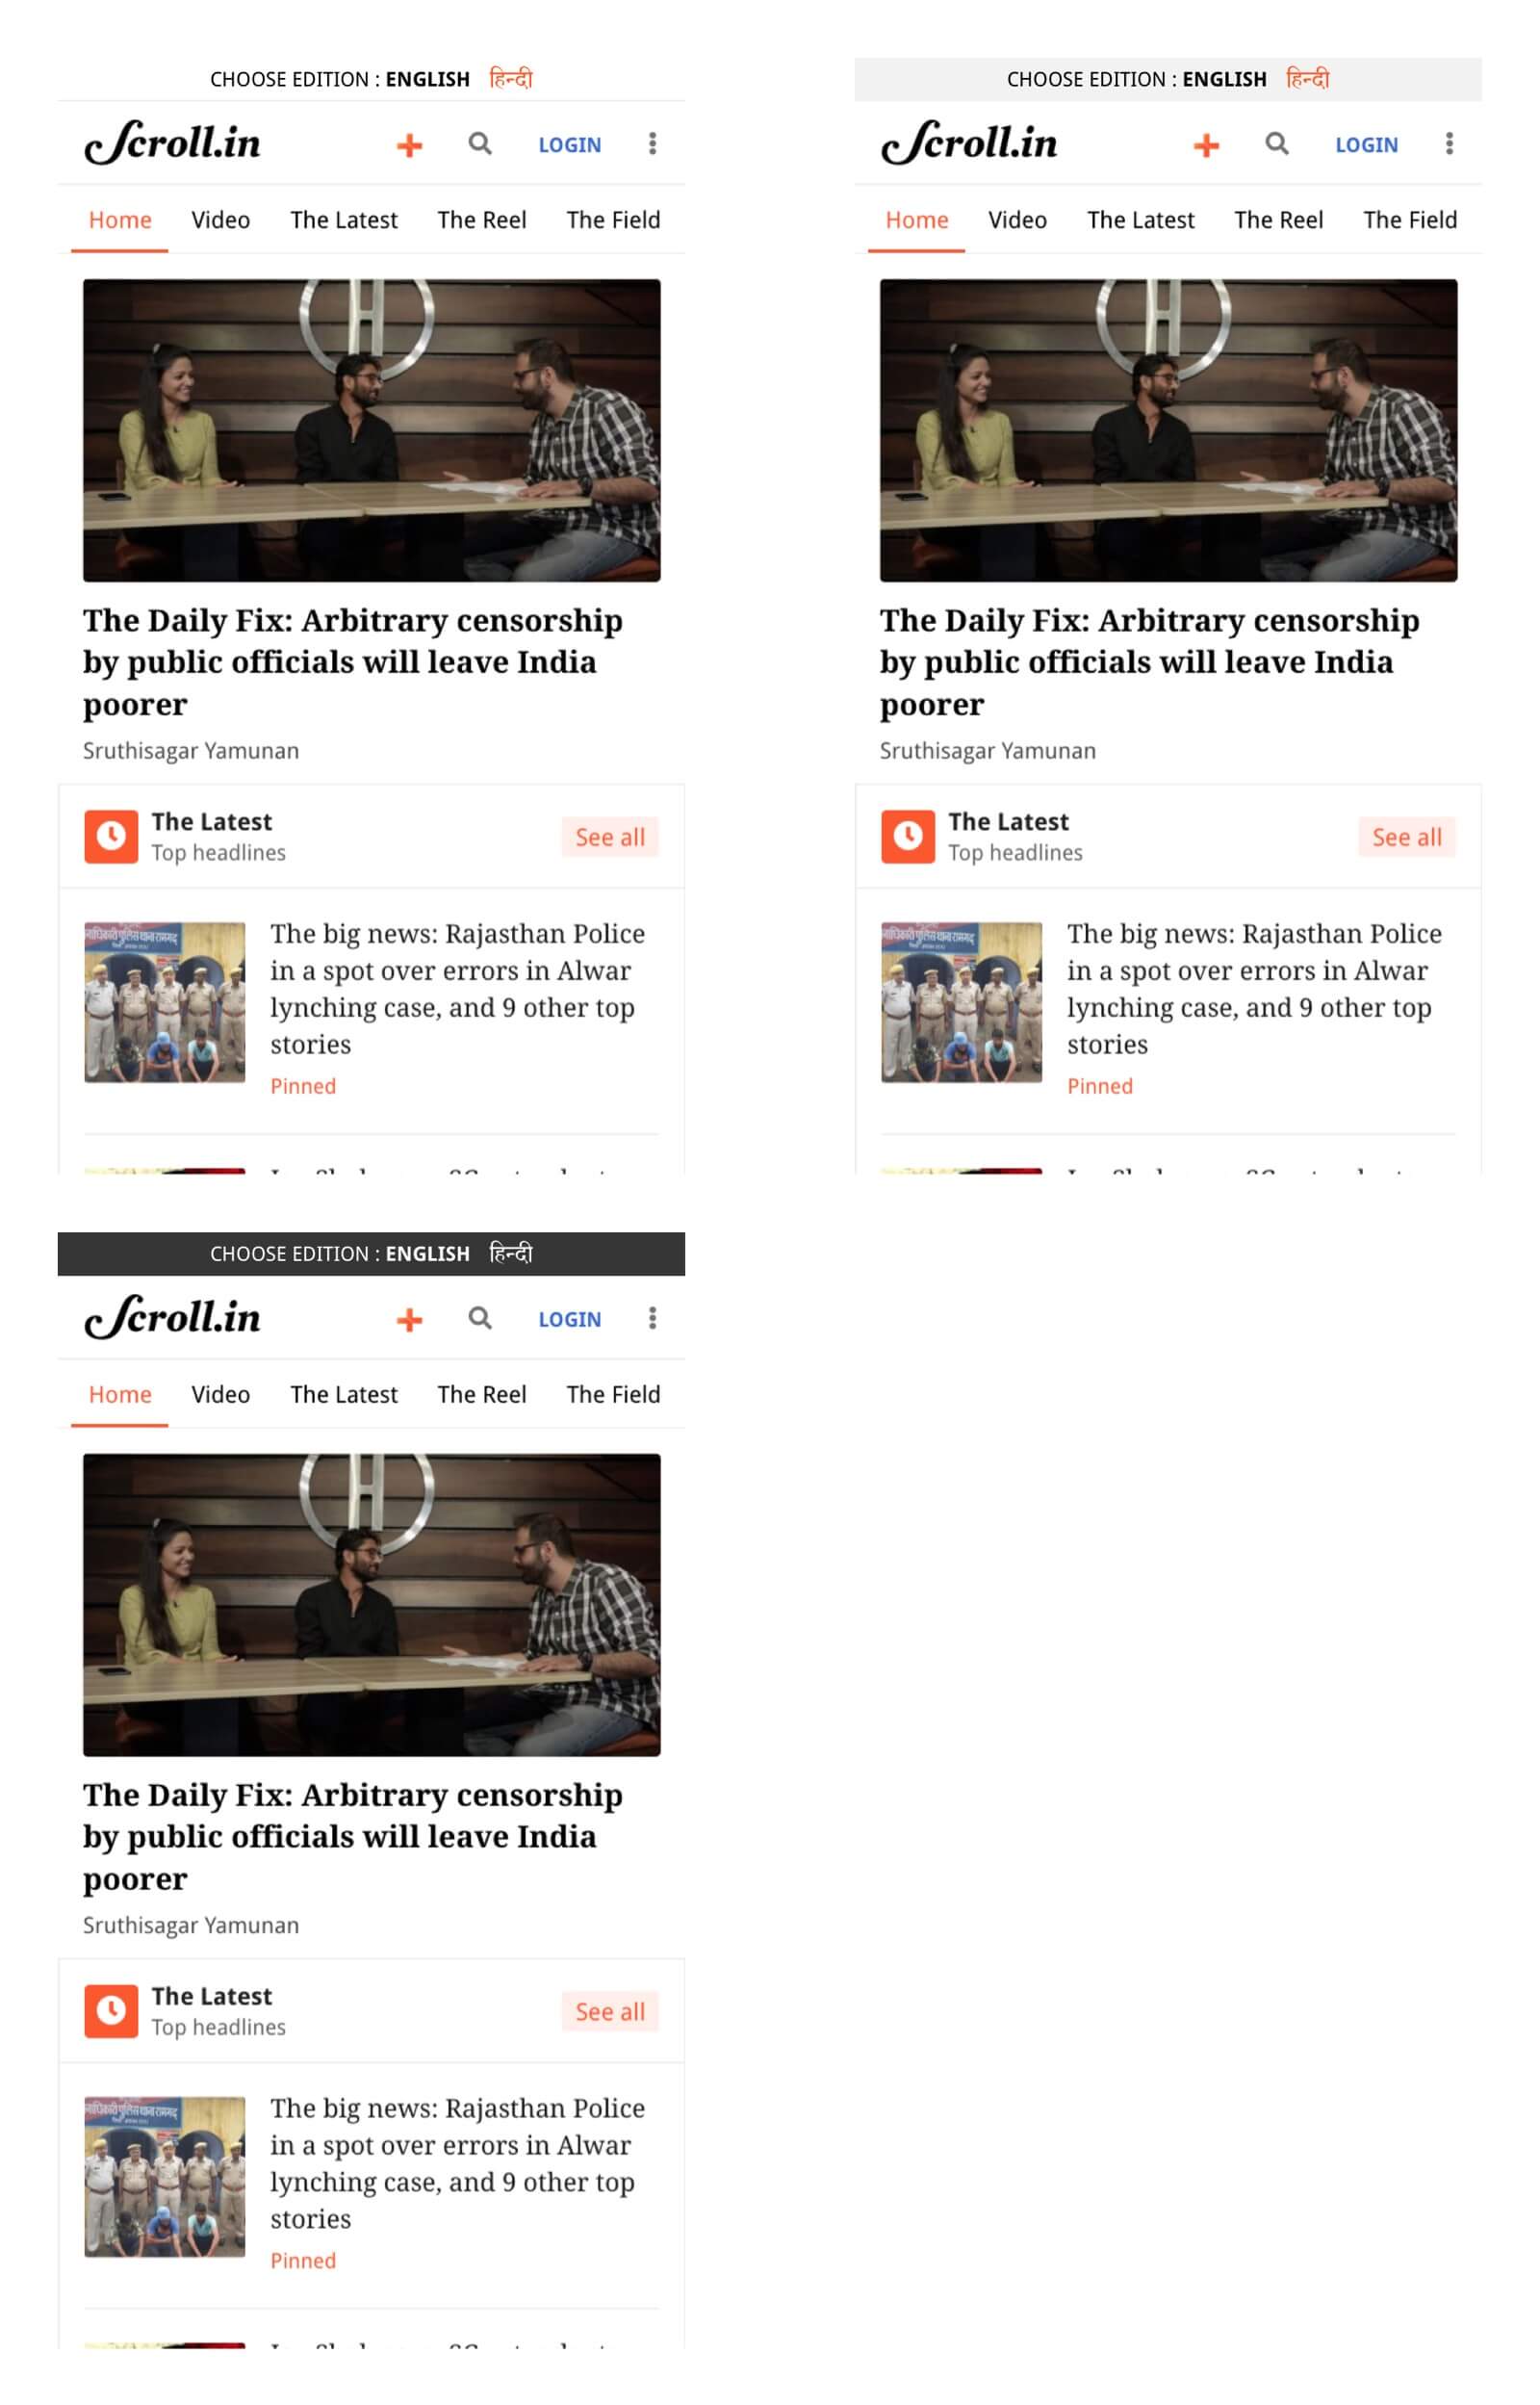 CHOOSE EDITION : ENGLISH हिन्दी
Scroll.in
LOGIN
Home Video The Latest The Reel The Field
The Daily Fix: Arbitrary censorship
by public officials will leave India
poorer
Sruthisagar Yamunan
The Latest
Top headlines
See all
The big news: Rajasthan Police
in a spot over errors in Alwar
lynching case, and 9 other top
stories
Pinned
CHOOSE EDITION : ENGLISH हिन्दी
Scroll.in
LOGIN
Home Video The Latest The Reel The Field
The Daily Fix: Arbitrary censorship
by public officials will leave India
poorer
Sruthisagar Yamunan
The Latest
Top headlines
See all
The big news: Rajasthan Police
in a spot over errors in Alwar
lynching case, and 9 other top
stories
Pinned
CHOOSE EDITION : ENGLISH हिन्दी
Scroll.in
LOGIN
Home Video The Latest The Reel The Field
The Daily Fix: Arbitrary censorship
by public officials will leave India
poorer
Sruthisagar Yamunan
The Latest
Top headlines
See all
The big news: Rajasthan Police
in a spot over errors in Alwar
lynching case, and 9 other top
stories
Pinned